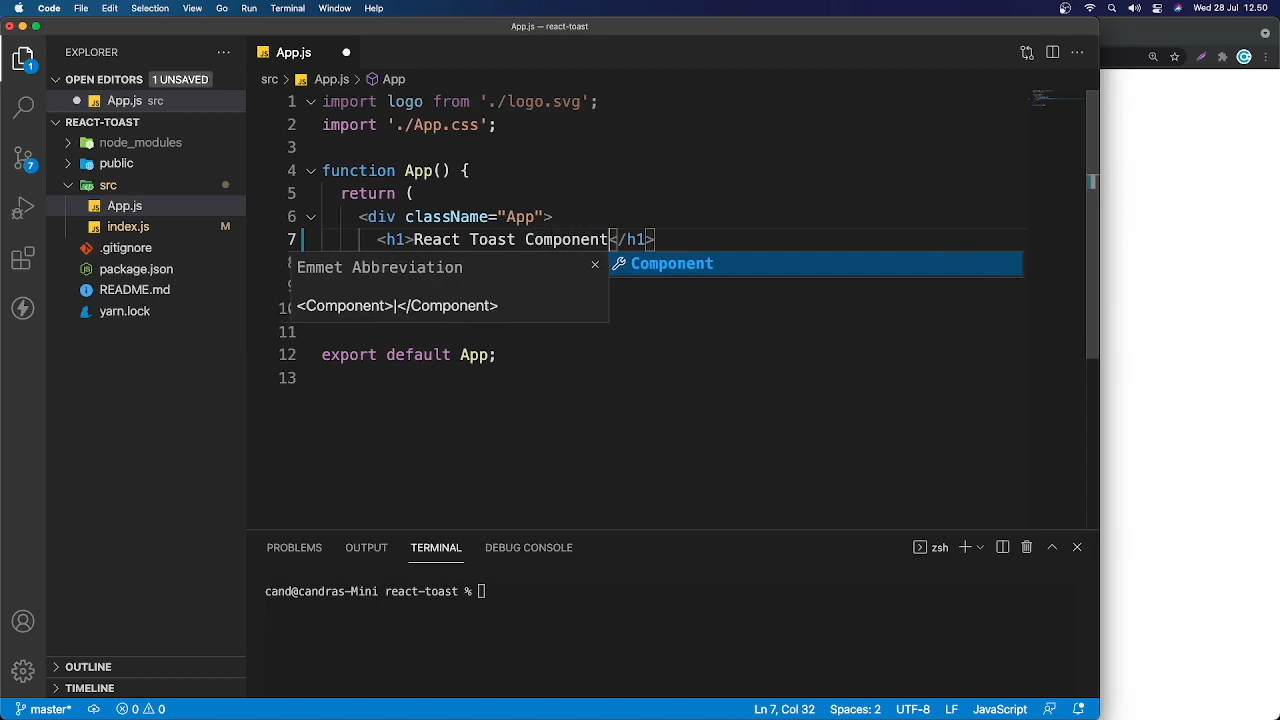 Code File Edit Selection View Go Run Terminal Window Help Wed 28 Jul 12.50
App.js — react-toast
EXPLORER
App.js
OPEN EDITORS 1 UNSAVED
src > App.js > App
App.js src
REACT-TOAST
node_modules
public
src
App.js
index.js M
.gitignore
package.json
README.md
yarn.lock
1 import logo from './logo.svg';
2 import './App.css';
3
4 function App() {
5 return (
6 <div className="App">
7 <h1>React Toast Component</h1>
Emmet Abbreviation
<Component>|</Component>
Component
11
12 export default App;
13
PROBLEMS OUTPUT TERMINAL DEBUG CONSOLE zsh
cand@candras-Mini react-toast %
OUTLINE
TIMELINE
1
7
master* 0 0 Ln 7, Col 32 Spaces: 2 UTF-8 LF JavaScript